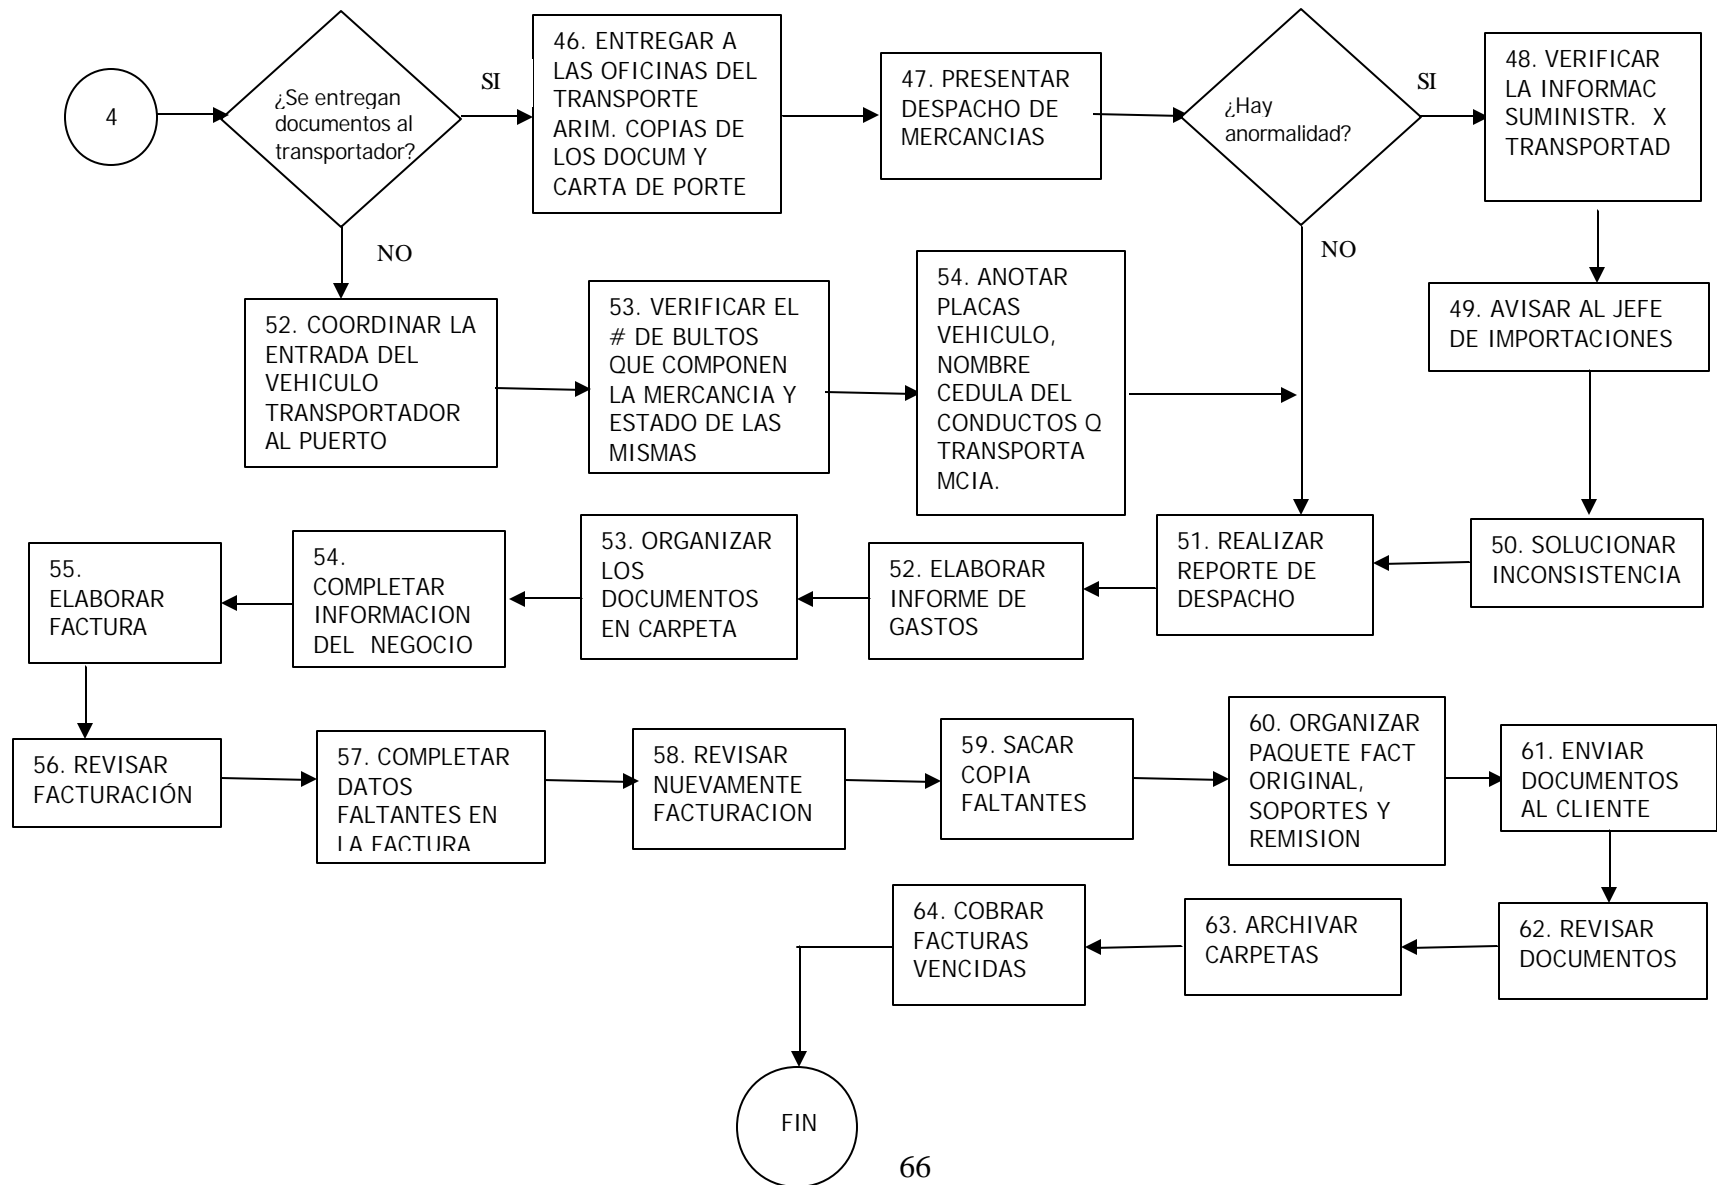 4
¿Se entregan
documentos al
transportador?
SI
46. ENTREGAR A
LAS OFICINAS DEL
TRANSPORTE
ARIM. COPIAS DE
LOS DOCUM Y
CARTA DE PORTE
47. PRESENTAR
DESPACHO DE
MERCANCIAS
¿Hay
anormalidad?
SI
48. VERIFICAR
LA INFORMAC
SUMINISTR. X
TRANSPORTAD
NO
NO
52. COORDINAR LA
ENTRADA DEL
VEHICULO
TRANSPORTADOR
AL PUERTO
53. VERIFICAR EL
# DE BULTOS
QUE COMPONEN
LA MERCANCIA Y
ESTADO DE LAS
MISMAS
54. ANOTAR
PLACAS
VEHICULO,
NOMBRE
CEDULA DEL
CONDUCTOS Q
TRANSPORTA
MCIA.
49. AVISAR AL JEFE
DE IMPORTACIONES
50. SOLUCIONAR
INCONSISTENCIA
51. REALIZAR
REPORTE DE
DESPACHO
52. ELABORAR
INFORME DE
GASTOS
53. ORGANIZAR
LOS
DOCUMENTOS
EN CARPETA
54.
COMPLETAR
INFORMACION
DEL NEGOCIO
55.
ELABORAR
FACTURA
56. REVISAR
FACTURACIÓN
57. COMPLETAR
DATOS
FALTANTES EN
LA FACTURA
58. REVISAR
NUEVAMENTE
FACTURACION
59. SACAR
COPIA
FALTANTES
60. ORGANIZAR
PAQUETE FACT
ORIGINAL,
SOPORTES Y
REMISION
61. ENVIAR
DOCUMENTOS
AL CLIENTE
62. REVISAR
DOCUMENTOS
63. ARCHIVAR
CARPETAS
64. COBRAR
FACTURAS
VENCIDAS
FIN
66